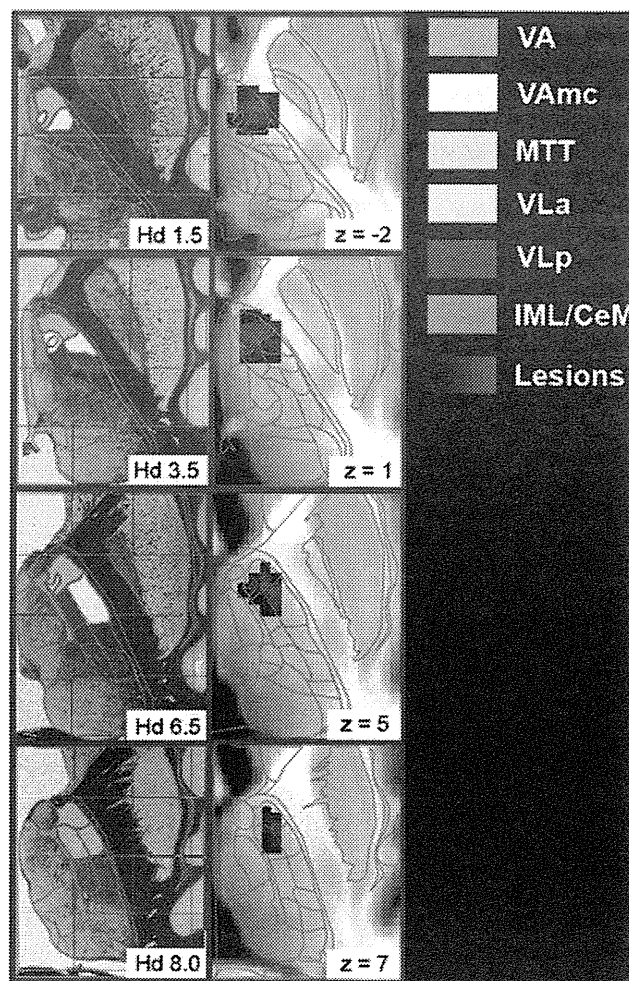 VA
VAmc
MTT
VLa
VLp
IML/CeM
Lesions
Hd 1.5
z = -2
Hd 3.5
z = 1
Hd 6.5
z = 5
Hd 8.0
z = 7